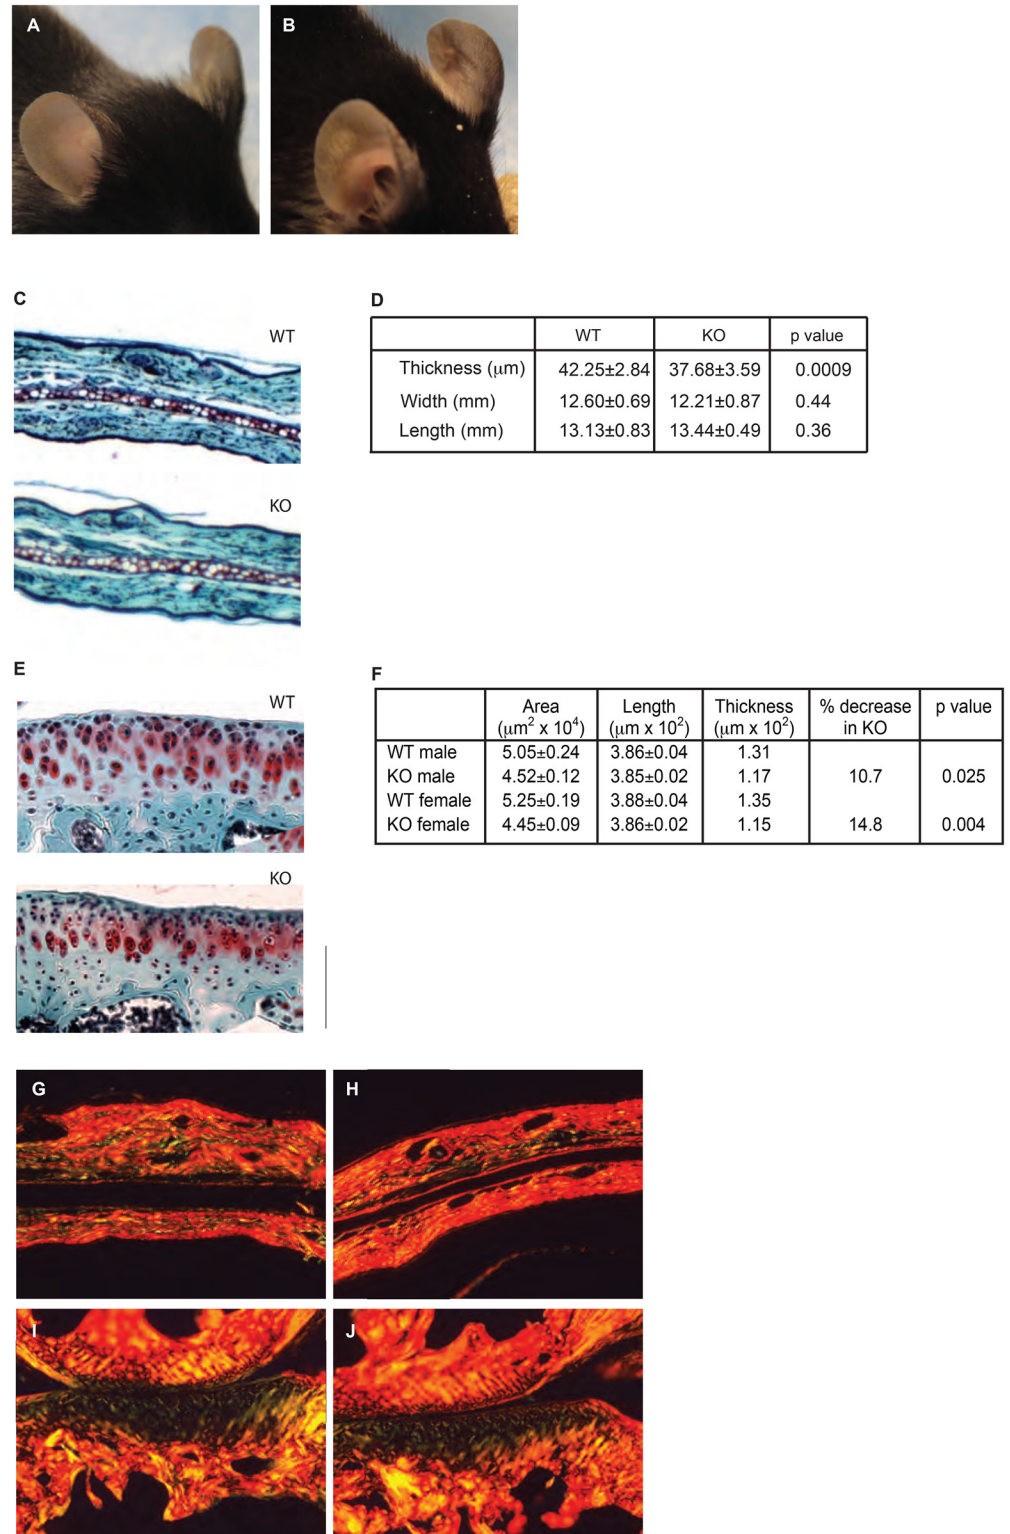 A
B
C
WT
KO
D
WT KO p value
Thickness (μm) 42.25±2.84 37.68±3.59 0.0009
Width (mm) 12.60±0.69 12.21±0.87 0.44
Length (mm) 13.13±0.83 13.44±0.49 0.36
E
WT
KO
F
Area Length Thickness % decrease p value
(μm² x 10⁴) (μm x 10²) (μm x 10²) in KO
WT male 5.05±0.24 3.86±0.04 1.31
KO male 4.52±0.12 3.85±0.02 1.17 10.7 0.025
WT female 5.25±0.19 3.88±0.04 1.35
KO female 4.45±0.09 3.86±0.02 1.15 14.8 0.004
G
H
I
J